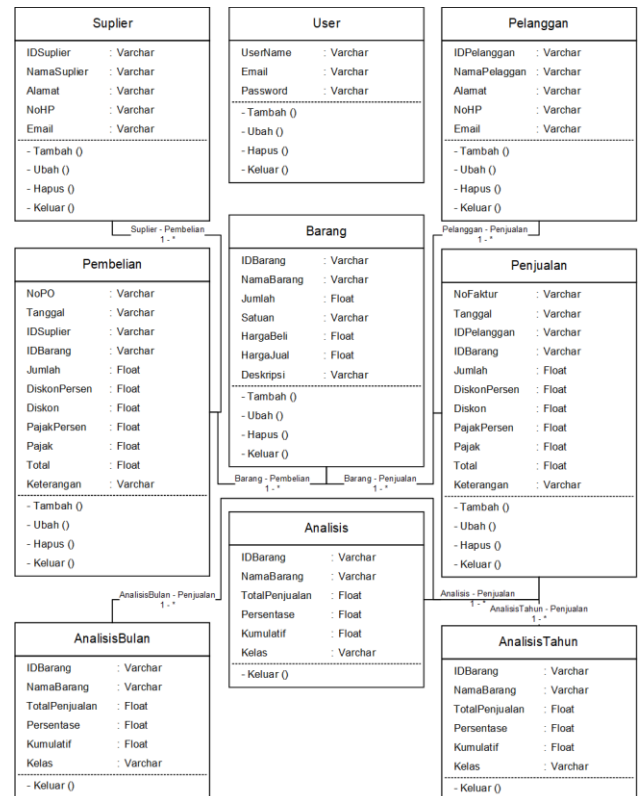 Suplier
IDSuplier : Varchar
NamaSuplier : Varchar
Alamat : Varchar
NoHP : Varchar
Email : Varchar
- Tambah ()
- Ubah ()
- Hapus ()
- Keluar ()
User
UserName : Varchar
Email : Varchar
Password : Varchar
- Tambah ()
- Ubah ()
- Hapus ()
- Keluar ()
Pelanggan
IDPelanggan : Varchar
NamaPelaggan : Varchar
Alamat : Varchar
NoHP : Varchar
Email : Varchar
- Tambah ()
- Ubah ()
- Hapus ()
- Keluar ()
Suplier - Pembelian
1 - *
Pelanggan - Penjualan
1 - *
Pembelian
NoPO : Varchar
Tanggal : Varchar
IDSuplier : Varchar
IDBarang : Varchar
Jumlah : Float
DiskonPersen : Float
Diskon : Float
PajakPersen : Float
Pajak : Float
Total : Float
Keterangan : Varchar
- Tambah ()
- Ubah ()
- Hapus ()
- Keluar ()
Barang
IDBarang : Varchar
NamaBarang : Varchar
Jumlah : Float
Satuan : Varchar
HargaBeli : Float
HargaJual : Float
Deskripsi : Varchar
- Tambah ()
- Ubah ()
- Hapus ()
- Keluar ()
Penjualan
NoFaktur : Varchar
Tanggal : Varchar
IDPelanggan : Varchar
IDBarang : Varchar
Jumlah : Float
DiskonPersen : Float
Diskon : Float
PajakPersen : Float
Pajak : Float
Total : Float
Keterangan : Varchar
- Tambah ()
- Ubah ()
- Hapus ()
- Keluar ()
Barang - Pembelian
1 - *
Barang - Penjualan
1 - *
Analisis
IDBarang : Varchar
NamaBarang : Varchar
TotalPenjualan : Float
Persentase : Float
Kumulatif : Float
Kelas : Varchar
- Keluar ()
AnalisisBulan - Penjualan
1 - *
Analisis - Penjualan
1 - *
AnalisisTahun - Penjualan
1 - *
AnalisisBulan
IDBarang : Varchar
NamaBarang : Varchar
TotalPenjualan : Float
Persentase : Float
Kumulatif : Float
Kelas : Varchar
- Keluar ()
AnalisisTahun
IDBarang : Varchar
NamaBarang : Varchar
TotalPenjualan : Float
Persentase : Float
Kumulatif : Float
Kelas : Varchar
- Keluar ()